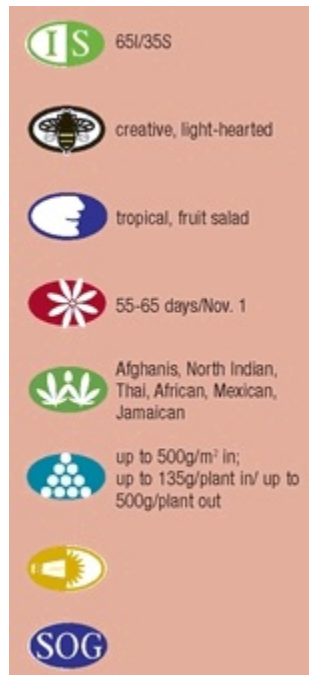 I S
65I/35S
creative, light-hearted
tropical, fruit salad
55-65 days/Nov. 1
Afghanis, North Indian,
Thai, African, Mexican,
Jamaican
up to 500g/m² in;
up to 135g/plant in/ up to
500g/plant out
SOG